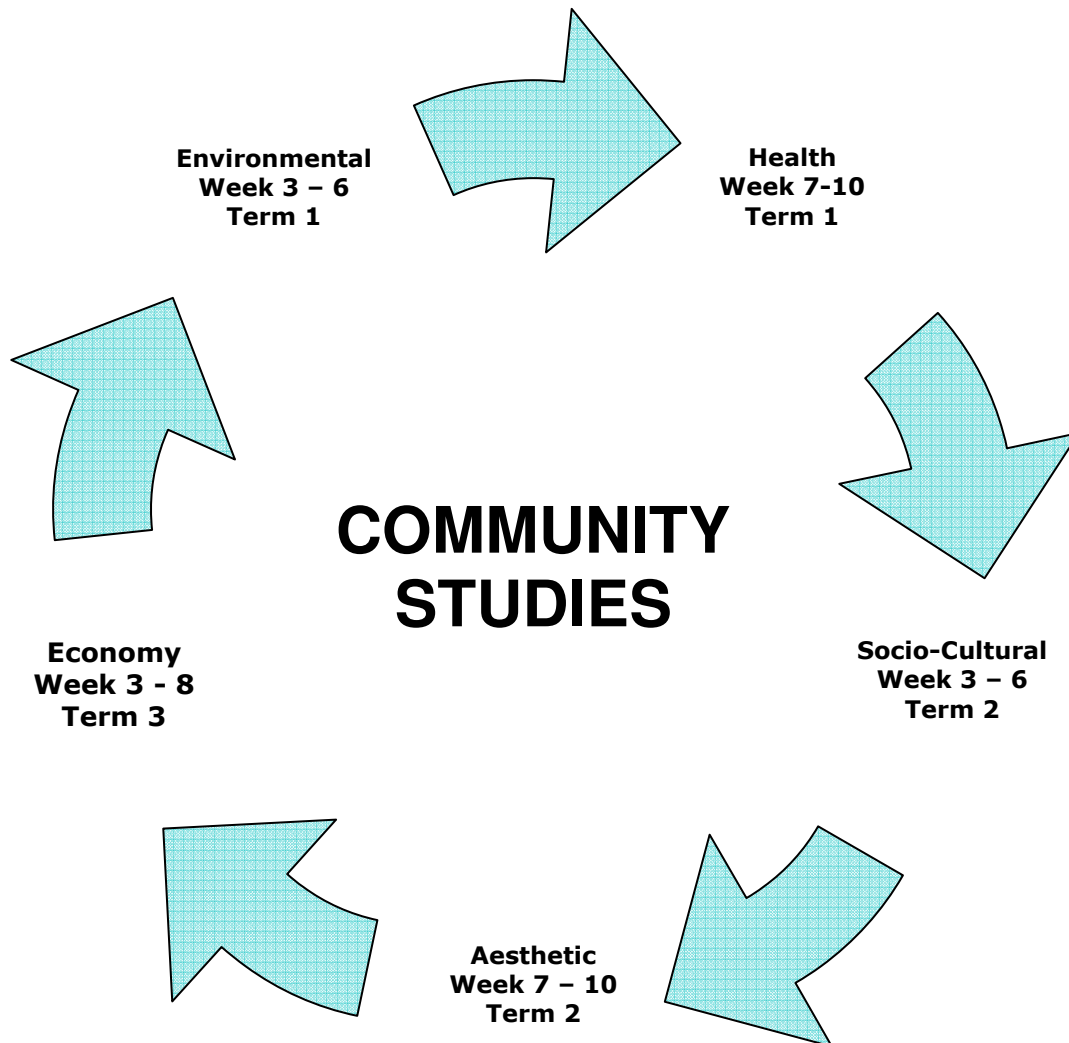 Environmental
Week 3 – 6
Term 1
Health
Week 7-10
Term 1
COMMUNITY
STUDIES
Economy
Week 3 - 8
Term 3
Socio-Cultural
Week 3 – 6
Term 2
Aesthetic
Week 7 – 10
Term 2